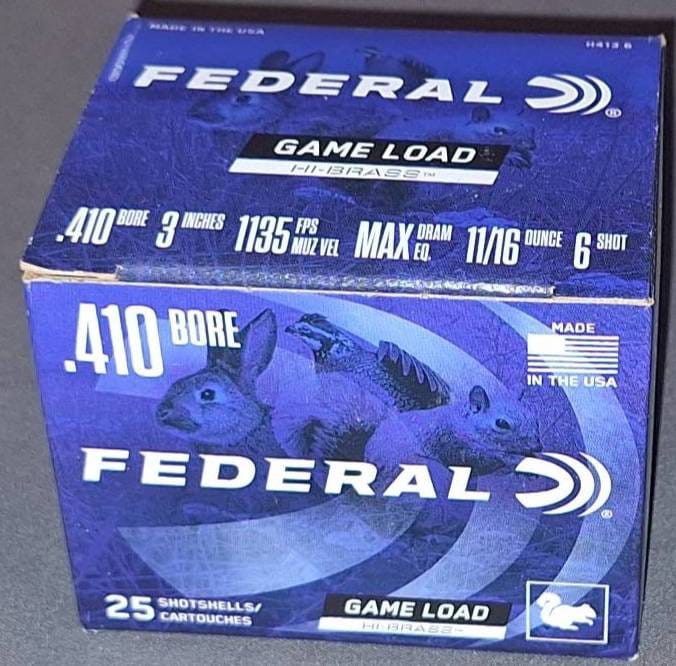 MADE IN THE USA
H413 6
FEDERAL ®
GAME LOAD
HI-BRASS™
.410 BORE 3 INCHES 1135 FPS MUZ VEL MAX DRAM EQ. 11/16 OUNCE 6 SHOT
.410 BORE
MADE
IN THE USA
FEDERAL ®
25 SHOTSHELLS/
CARTOUCHES
GAME LOAD
HI-BRASS™